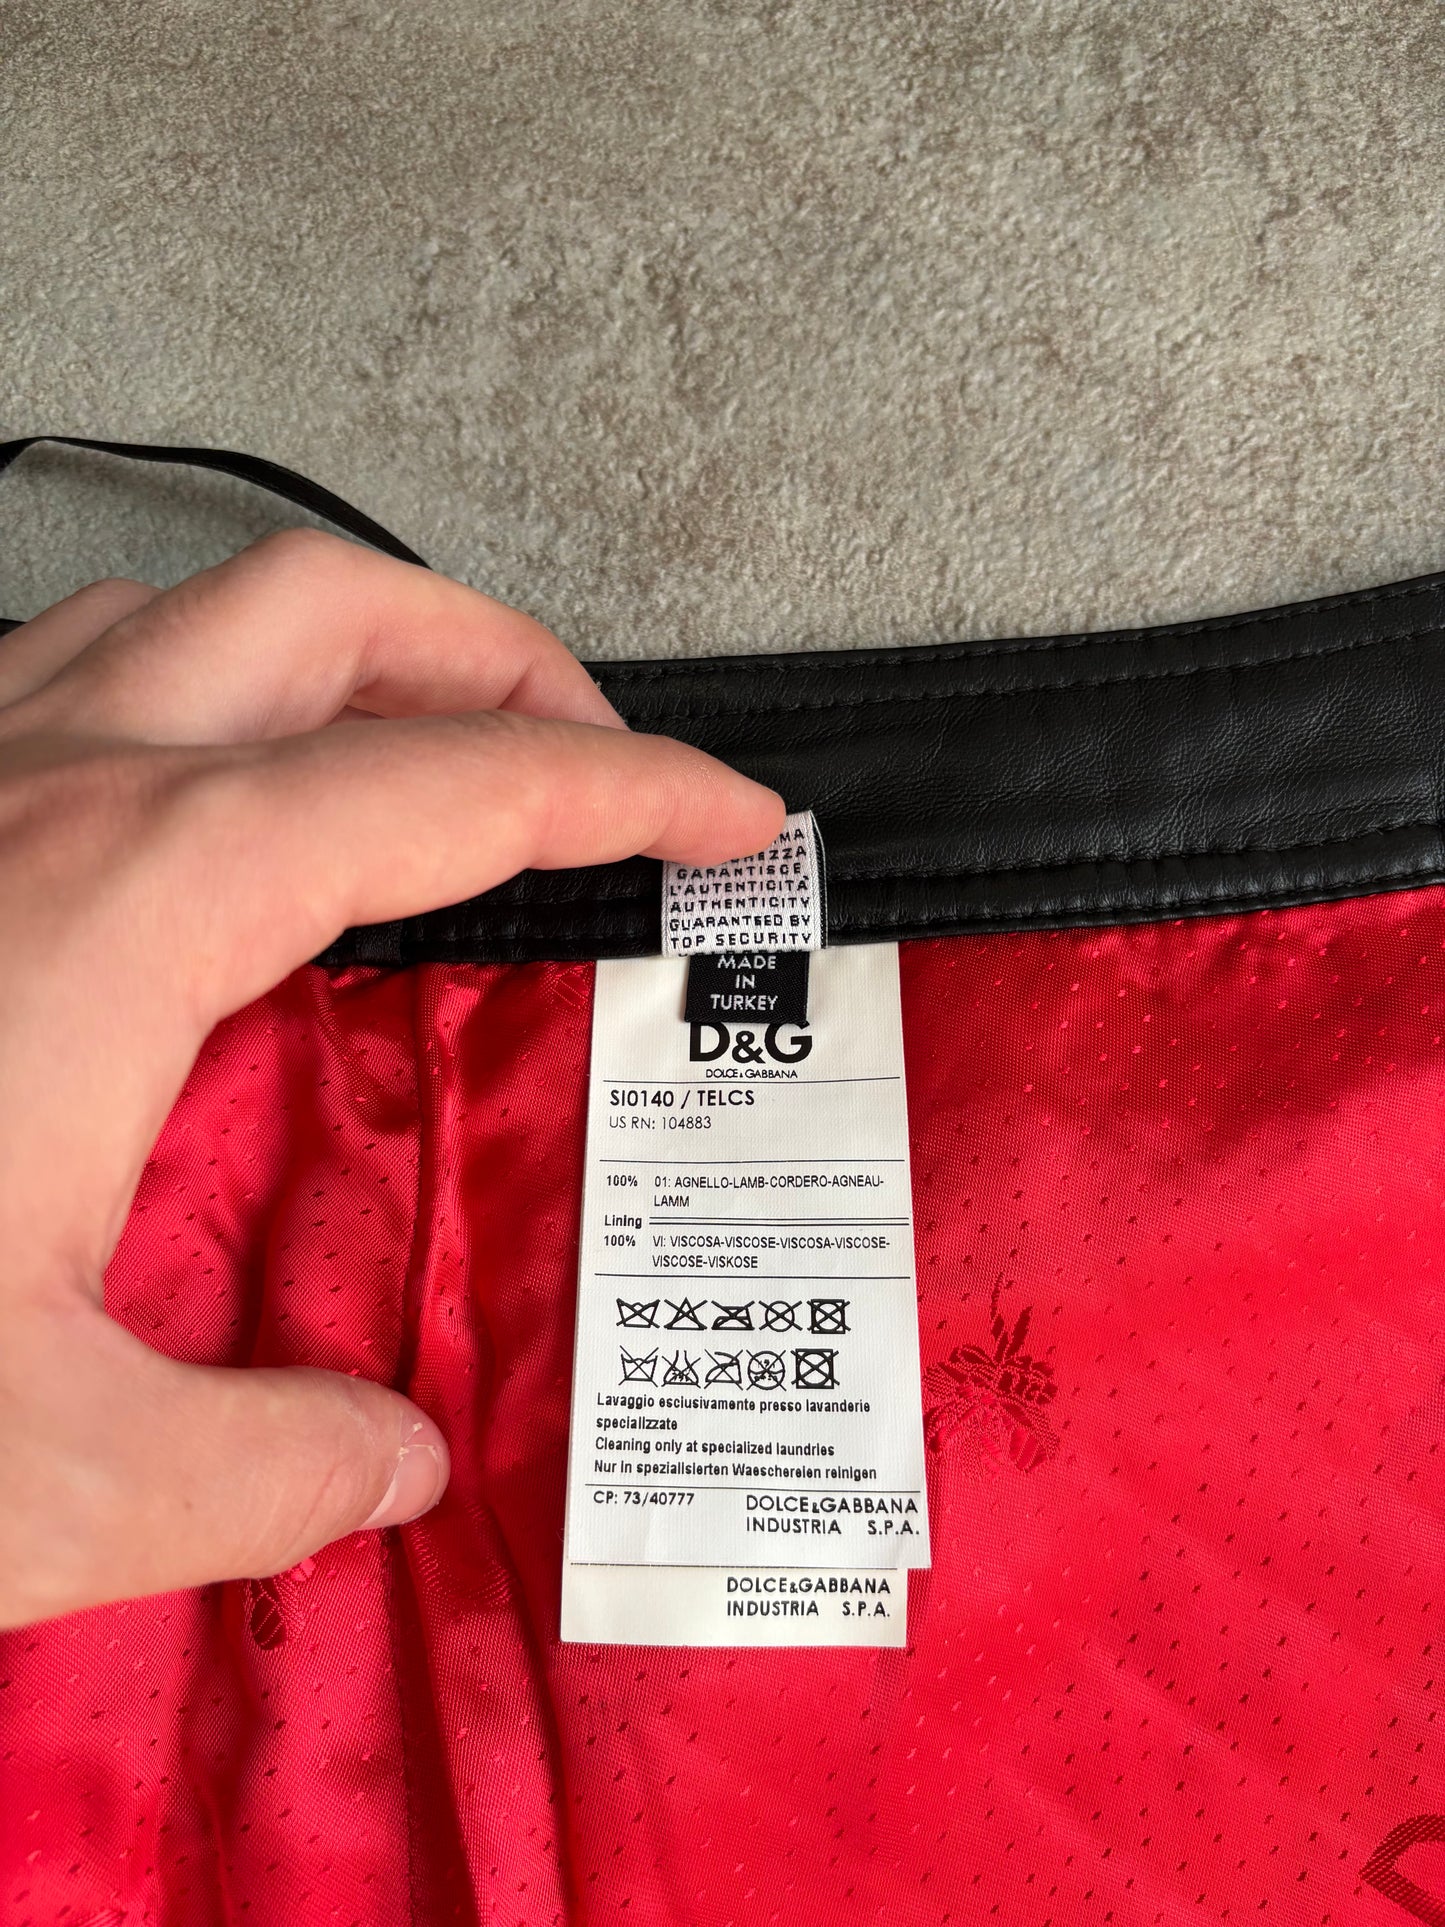 GARANTISCE
L'AUTENTICITÀ
AUTHENTICITY
GUARANTEED BY
TOP SECURITY
MADE
IN
TURKEY
D&G
DOLCE & GABBANA
SI0140 / TELCS
US RN: 104883
100% 01: AGNELLO-LAMB-CORDERO-AGNEAU-
LAMM
Lining
100% VI: VISCOSA-VISCOSE-VISCOSA-VISCOSE-
VISCOSE-VISKOSE
Lavaggio esclusivamente presso lavanderie
specializzate
Cleaning only at specialized laundries
Nur in spezialisierten Waeschereien reinigen
CP: 73/40777 DOLCE&GABBANA
INDUSTRIA S.P.A.
DOLCE&GABBANA
INDUSTRIA S.P.A.